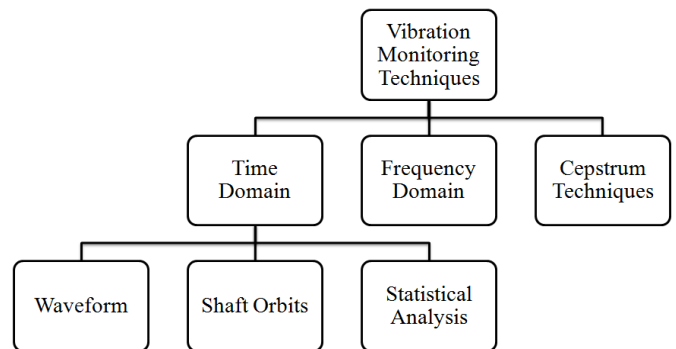 Vibration
Monitoring
Techniques
Time
Domain
Frequency
Domain
Cepstrum
Techniques
Waveform
Shaft Orbits
Statistical
Analysis